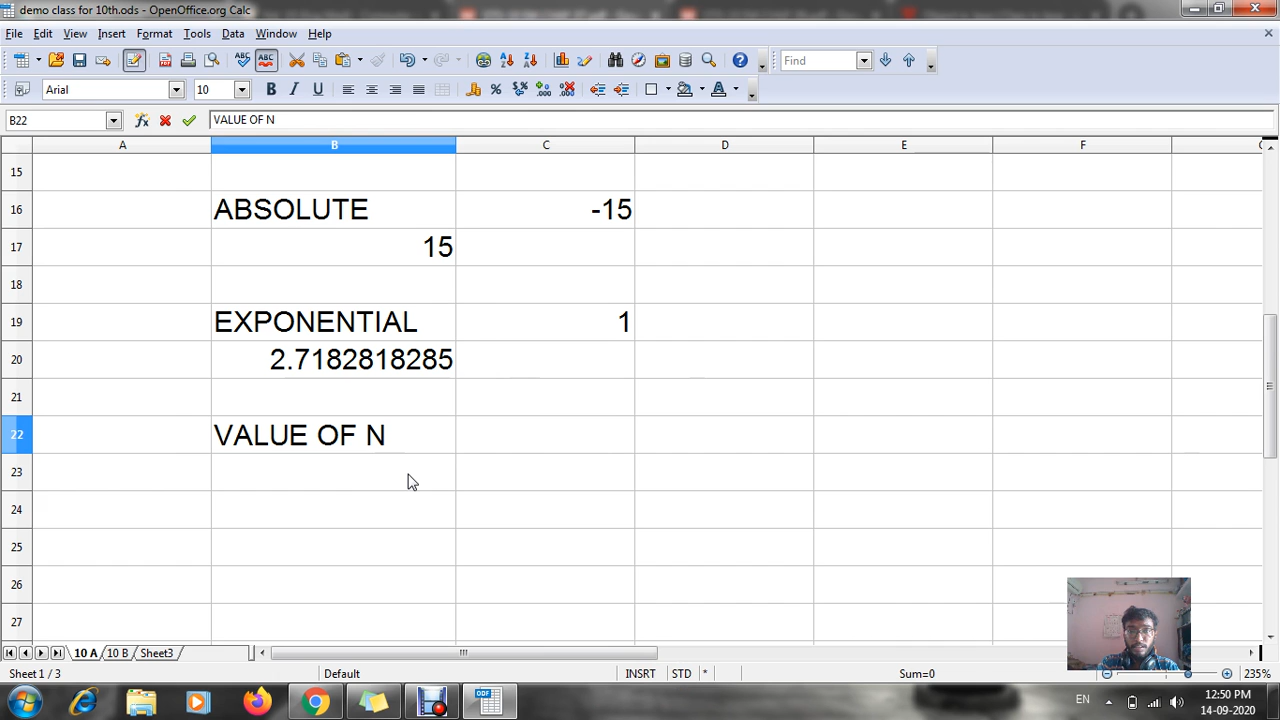 demo class for 10th.ods - OpenOffice.org Calc
File Edit View Insert Format Tools Data Window Help
Find
Arial 10
B22 VALUE OF N
A B C D E F
15
16 ABSOLUTE -15
17 15
18
19 EXPONENTIAL 1
20 2.7182818285
21
22 VALUE OF N
23
24
25
26
27
10 A 10 B Sheet3
Sheet 1 / 3 Default INSRT STD * Sum=0 235%
EN 12:50 PM
14-09-2020